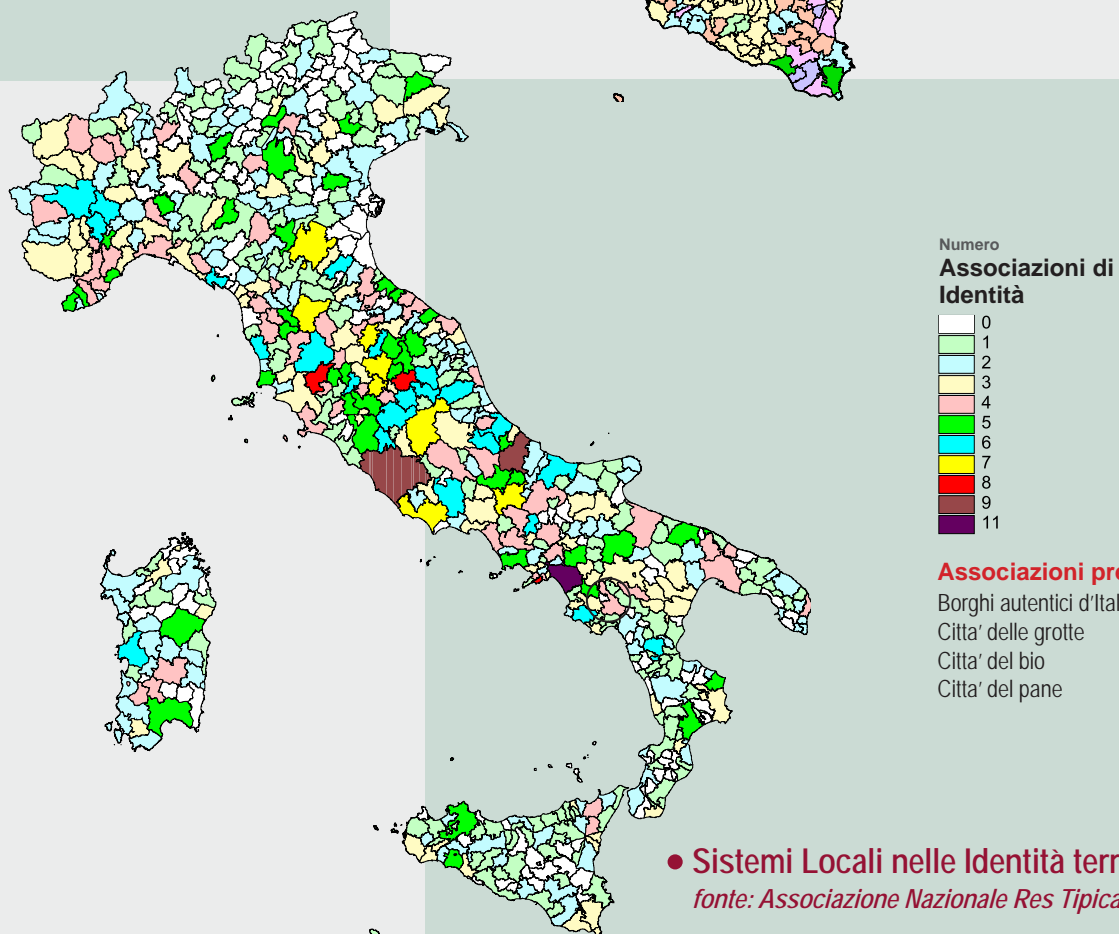 Numero
Associazioni di
Identità
0
1
2
3
4
5
6
7
8
9
11
Associazioni pr
Borghi autentici d'Ital
Citta' delle grotte
Citta' del bio
Citta' del pane
• Sistemi Locali nelle Identità terr
fonte: Associazione Nazionale Res Tipica